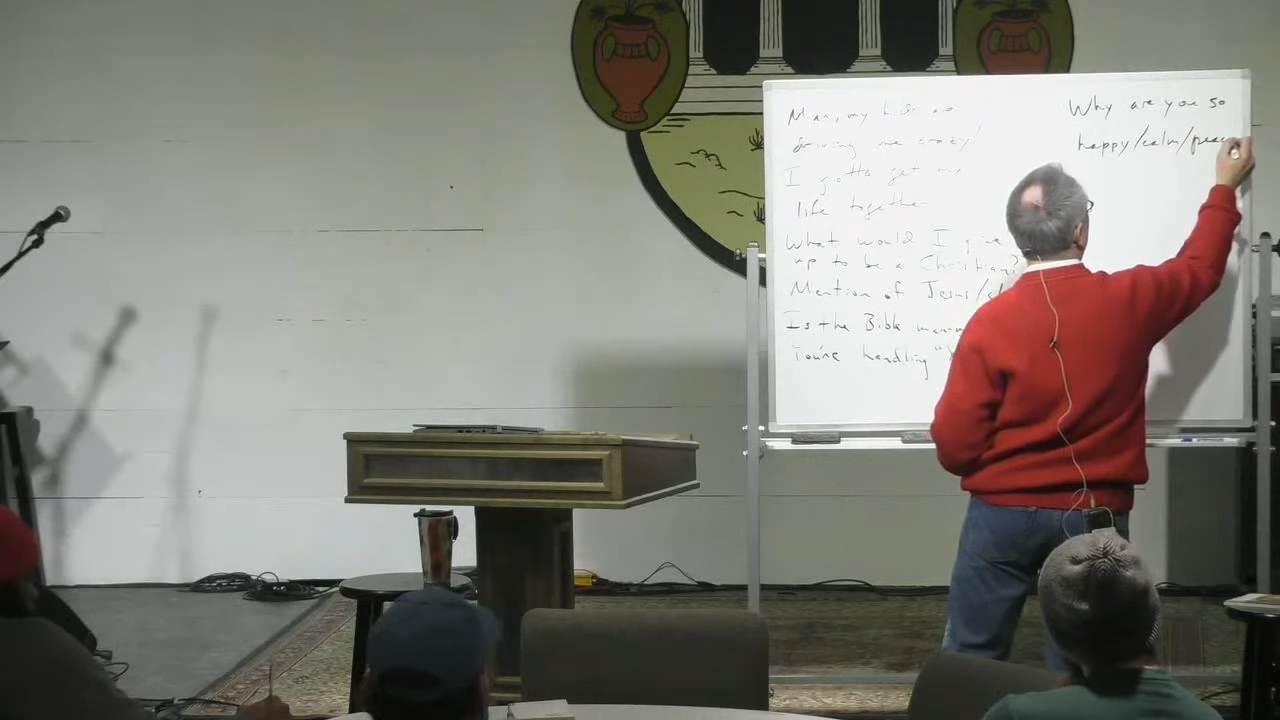 Man, my kids are
driving me crazy!
I gotta get my
life together
What would I give
up to be a Christian?
Mention of Jesus/
Is the Bible
You're handling "
Why are you so
happy/calm/peac